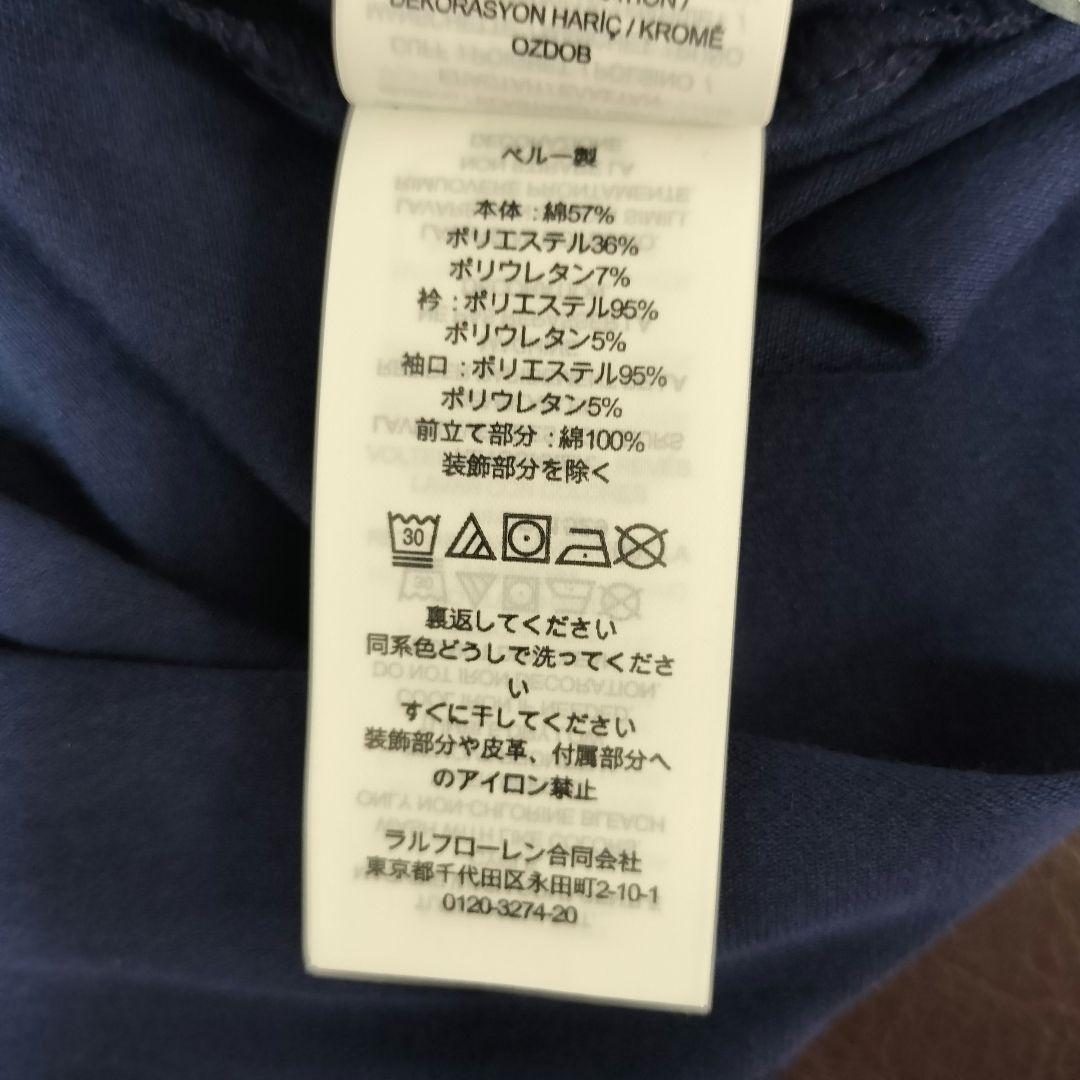 DEKORASYON HARİÇ / KROMĚ
OZDOB
ペルー製
本体 : 綿57%
ポリエステル36%
ポリウレタン7%
衿 : ポリエステル95%
ポリウレタン5%
袖口 : ポリエステル95%
ポリウレタン5%
前立て部分 : 綿100%
装飾部分を除く
30
裏返してください
同系色どうしで洗ってくださ
い
すぐに干してください
装飾部分や皮革、付属部分へ
のアイロン禁止
ラルフローレン合同会社
東京都千代田区永田町2-10-1
0120-3274-20